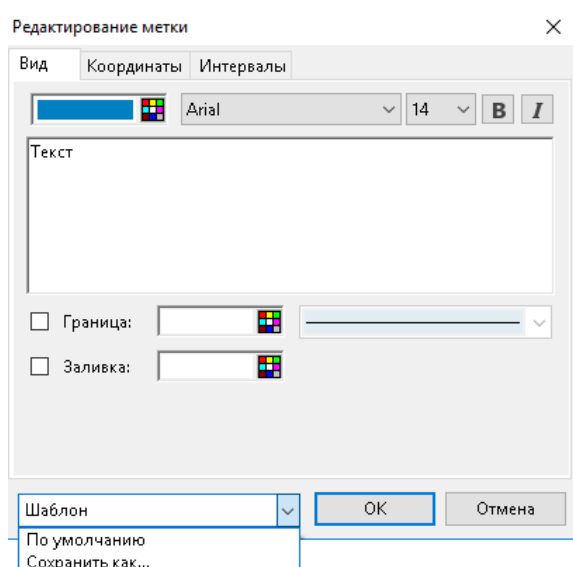 Редактирование метки
Вид Координаты Интервалы
Arial 14 B I
Текст
Граница:
Заливка:
Шаблон OK Отмена
По умолчанию
Сохранить как...